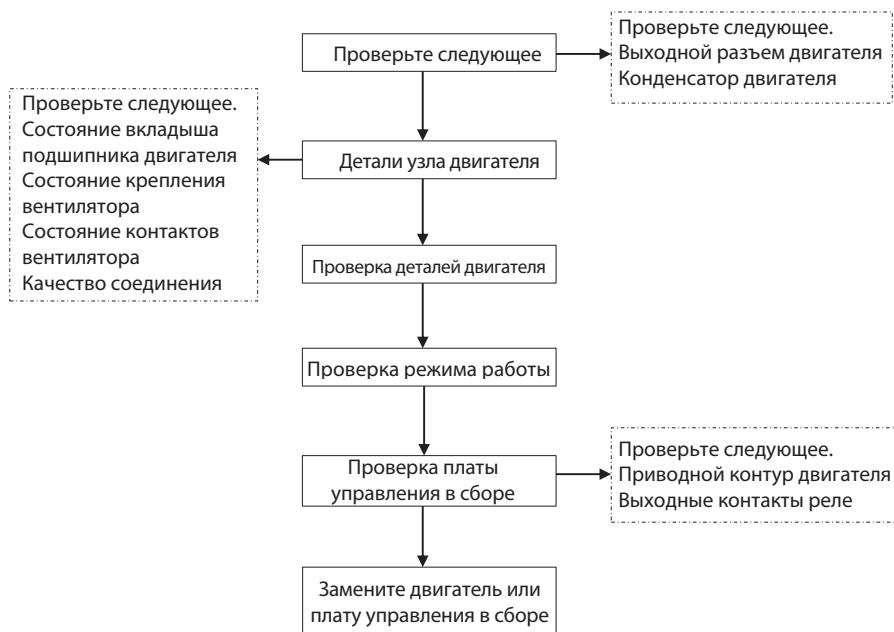 Проверьте следующее
Проверьте следующее.
Выходной разъем двигателя
Конденсатор двигателя
Проверьте следующее.
Состояние вкладыша
подшипника двигателя
Состояние крепления
вентилятора
Состояние контактов
вентилятора
Качество соединения
Детали узла двигателя
Проверка деталей двигателя
Проверка режима работы
Проверка платы
управления в сборе
Проверьте следующее.
Приводной контур двигателя
Выходные контакты реле
Замените двигатель или
плату управления в сборе